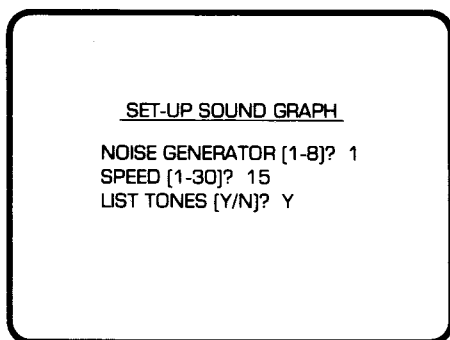 SET-UP SOUND GRAPH
NOISE GENERATOR [1-8]? 1
SPEED [1-30]? 15
LIST TONES [Y/N]? Y